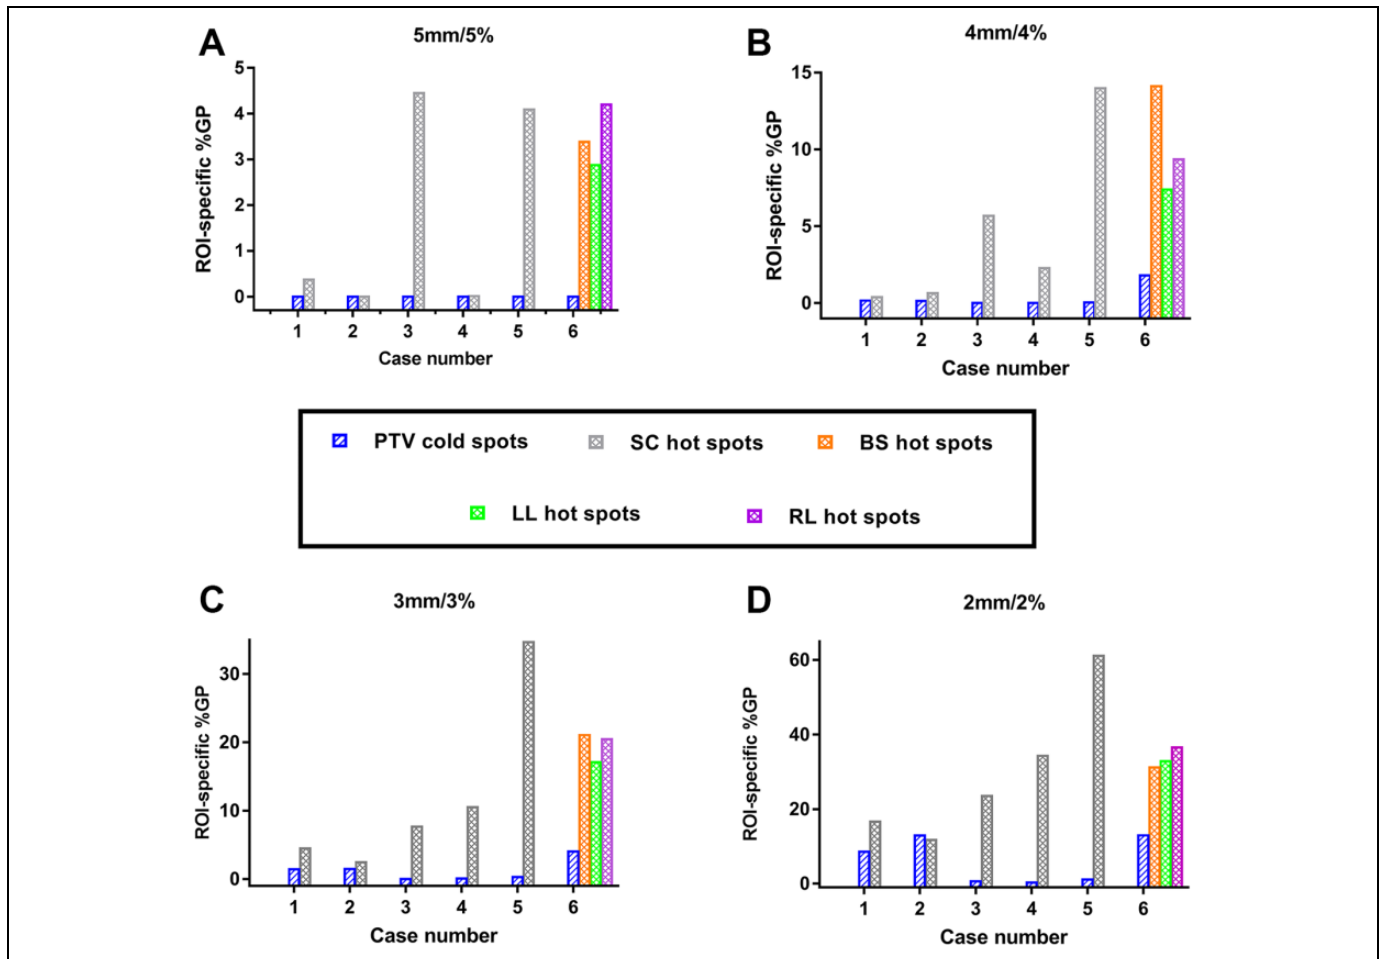 A
5mm/5%
5
4
3
2
1
0
ROI-specific %GP
1 2 3 4 5 6
Case number
B
4mm/4%
15
10
5
0
ROI-specific %GP
1 2 3 4 5 6
Case number
PTV cold spots SC hot spots BS hot spots
LL hot spots RL hot spots
C
3mm/3%
30
20
10
0
ROI-specific %GP
1 2 3 4 5 6
Case number
D
2mm/2%
60
40
20
0
ROI-specific %GP
1 2 3 4 5 6
Case number